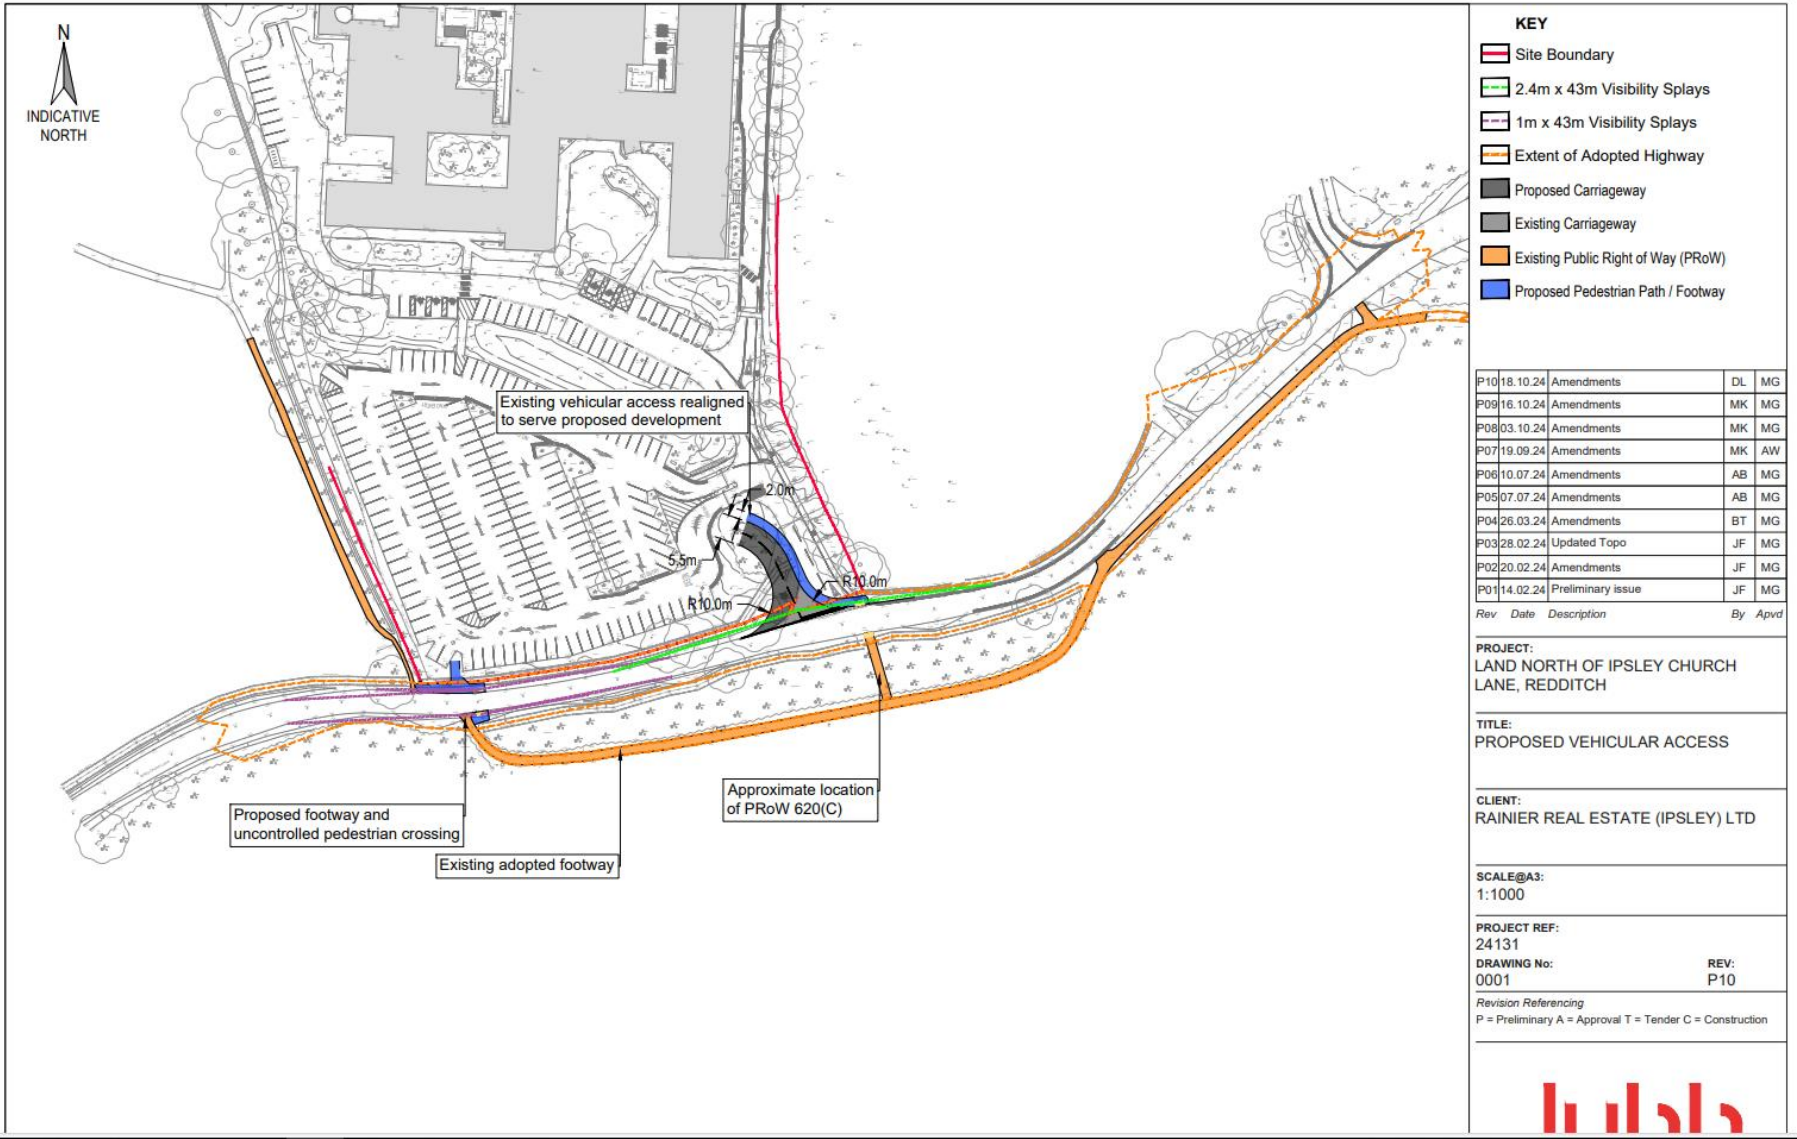 N
INDICATIVE
NORTH
Existing vehicular access realigned
to serve proposed development
2.0m
5.5m
R10.0m
R10.0m
Proposed footway and
uncontrolled pedestrian crossing
Existing adopted footway
Approximate location
of PRoW 620(C)
KEY
Site Boundary
2.4m x 43m Visibility Splays
1m x 43m Visibility Splays
Extent of Adopted Highway
Proposed Carriageway
Existing Carriageway
Existing Public Right of Way (PRoW)
Proposed Pedestrian Path / Footway
P10 18.10.24 Amendments DL MG
P09 16.10.24 Amendments MK MG
P08 03.10.24 Amendments MK MG
P07 19.09.24 Amendments MK AW
P06 10.07.24 Amendments AB MG
P05 07.07.24 Amendments AB MG
P04 26.03.24 Amendments BT MG
P03 28.02.24 Updated Topo JF MG
P02 20.02.24 Amendments JF MG
P01 14.02.24 Preliminary issue JF MG
Rev Date Description By Apvd
PROJECT:
LAND NORTH OF IPSLEY CHURCH
LANE, REDDITCH
TITLE:
PROPOSED VEHICULAR ACCESS
CLIENT:
RAINIER REAL ESTATE (IPSLEY) LTD
SCALE@A3:
1:1000
PROJECT REF:
24131
DRAWING No: REV:
0001 P10
Revision Referencing
P = Preliminary A = Approval T = Tender C = Construction